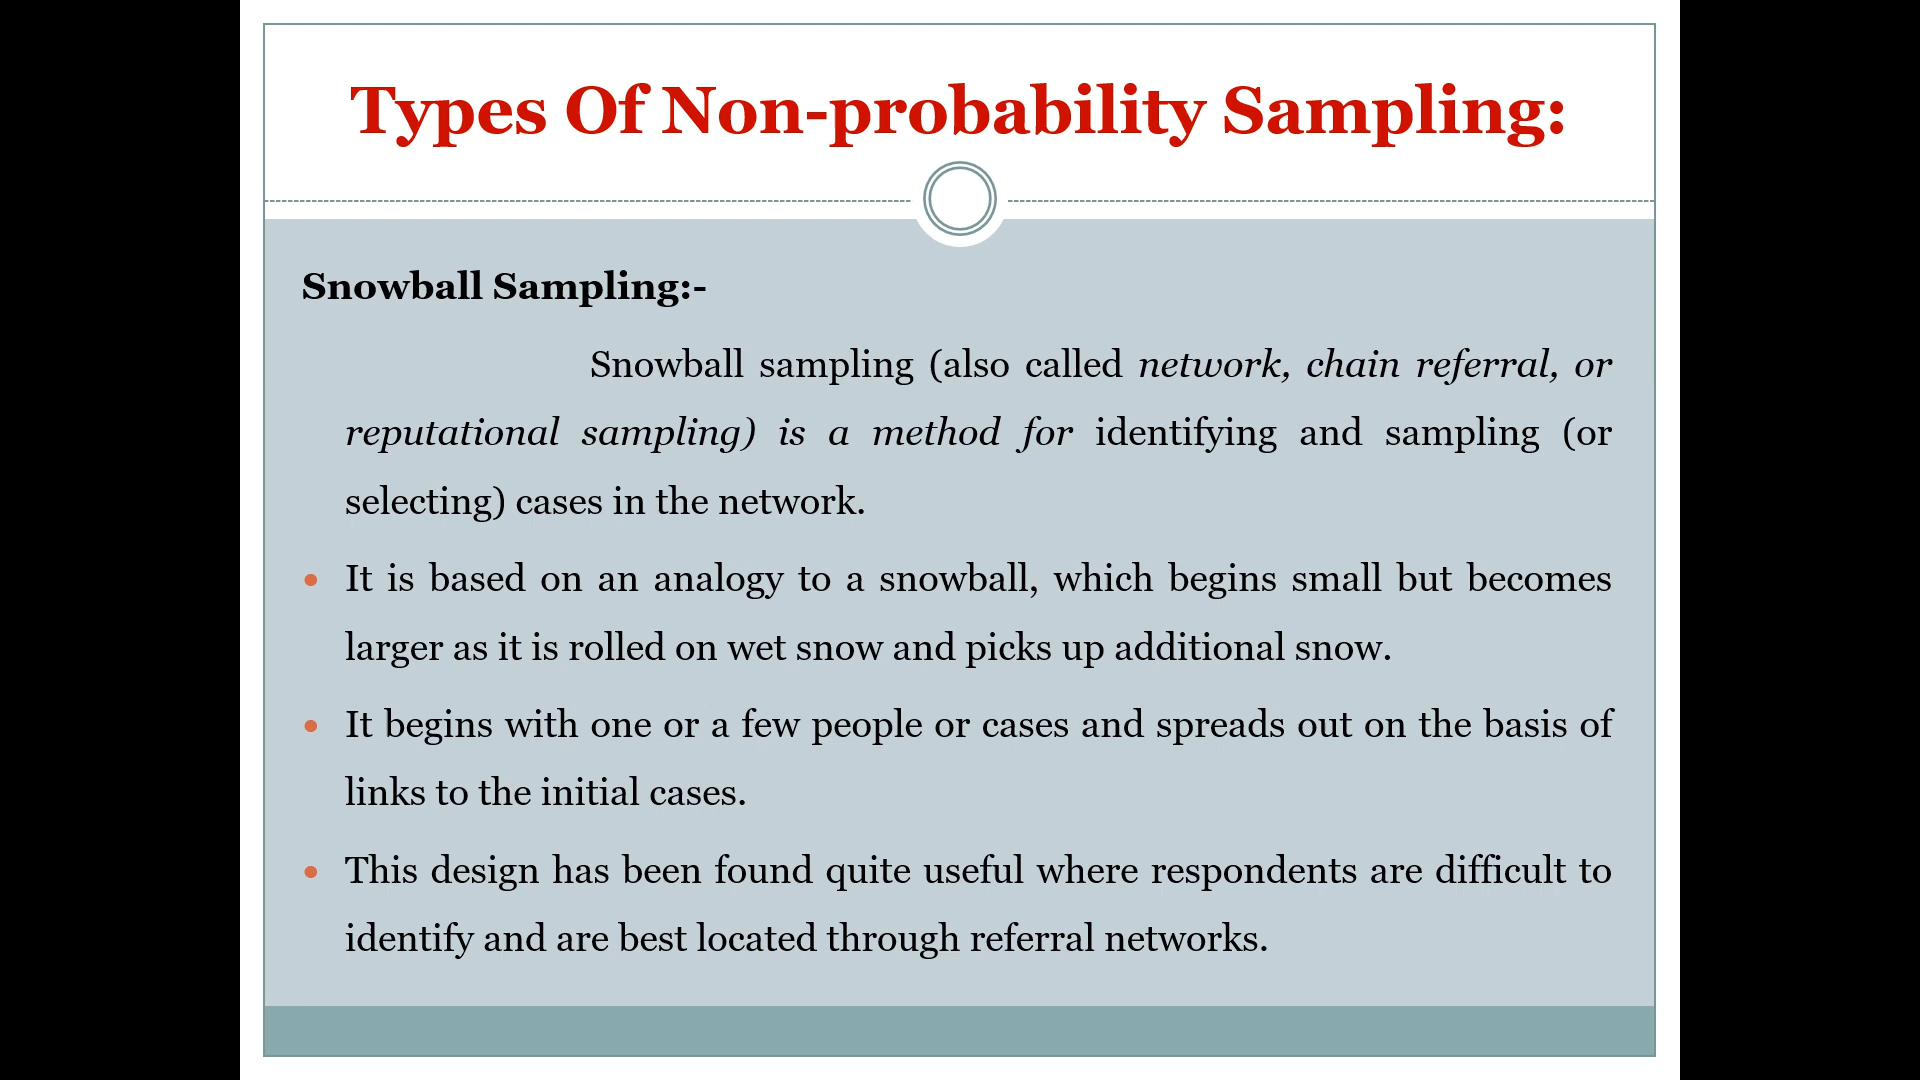 Types Of Non-probability Sampling:
Snowball Sampling:-
Snowball sampling (also called network, chain referral, or
reputational sampling) is a method for identifying and sampling (or
selecting) cases in the network.
• It is based on an analogy to a snowball, which begins small but becomes
larger as it is rolled on wet snow and picks up additional snow.
• It begins with one or a few people or cases and spreads out on the basis of
links to the initial cases.
• This design has been found quite useful where respondents are difficult to
identify and are best located through referral networks.